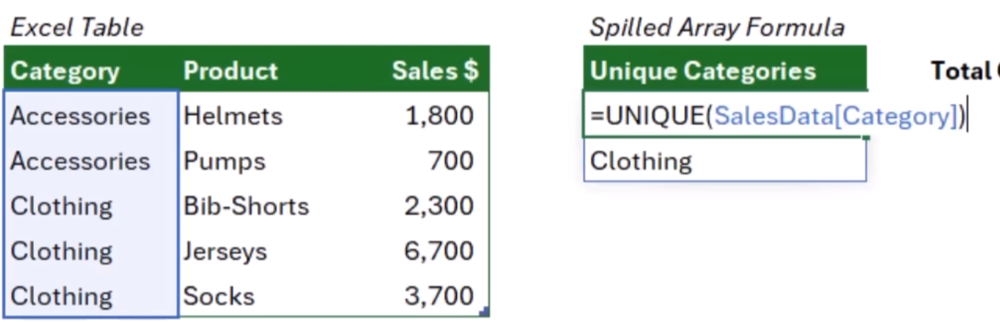 Excel Table Spilled Array Formula
Category Product Sales $ Unique Categories Total
Accessories Helmets 1,800 =UNIQUE(SalesData[Category])
Accessories Pumps 700 Clothing
Clothing Bib-Shorts 2,300
Clothing Jerseys 6,700
Clothing Socks 3,700